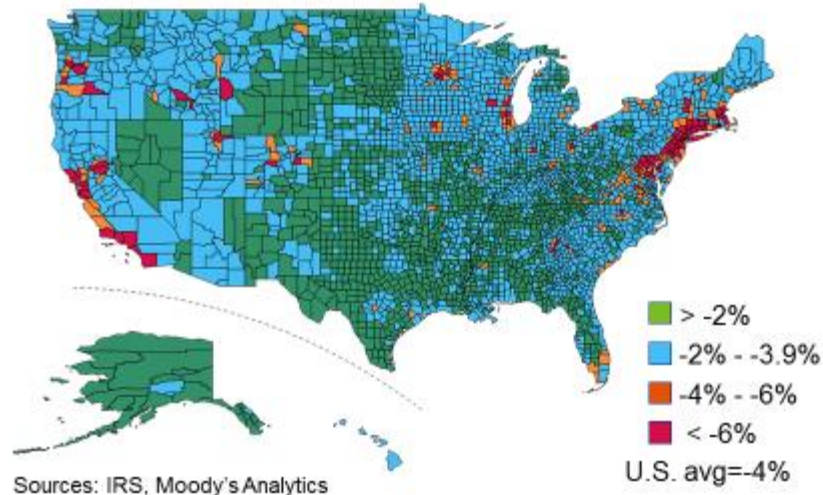 > -2%
-2% - -3.9%
-4% - -6%
< -6%
U.S. avg=-4%
Sources: IRS, Moody's Analytics